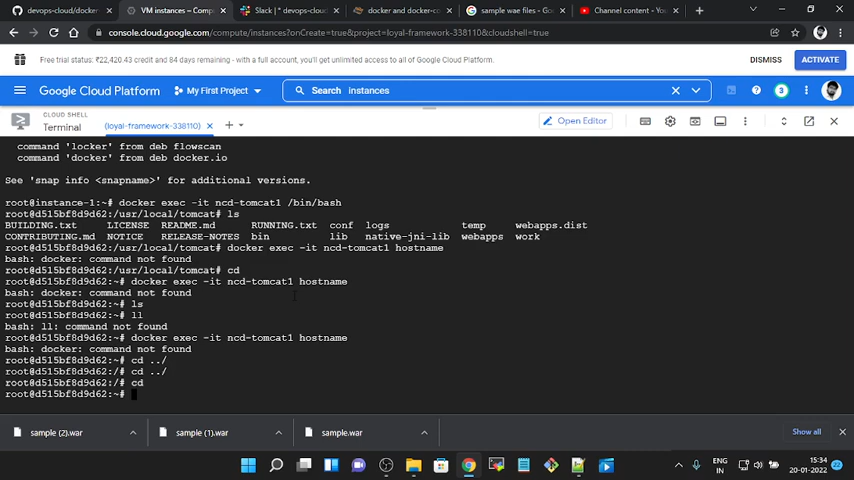 devops-cloud/docker
VM instances – Compu
Slack | * devops-cloud
docker and docker-co
sample wae files - Goo
Channel content - You
console.cloud.google.com/compute/instances?onCreate=true&project=loyal-framework-338110&cloudshell=true
Free trial status: ₹22,420.43 credit and 84 days remaining - with a full account, you'll get unlimited access to all of Google Cloud Platform.
DISMISS
ACTIVATE
Google Cloud Platform
My First Project
Search instances
3
CLOUD SHELL
Terminal
(loyal-framework-338110)
Open Editor
command 'locker' from deb flowscan
command 'docker' from deb docker.io
See 'snap info <snapname>' for additional versions.
root@instance-1:~# docker exec -it ncd-tomcat1 /bin/bash
root@d515bf8d9d62:/usr/local/tomcat# ls
BUILDING.txt LICENSE README.md RUNNING.txt conf logs temp webapps.dist
CONTRIBUTING.md NOTICE RELEASE-NOTES bin lib native-jni-lib webapps work
root@d515bf8d9d62:/usr/local/tomcat# docker exec -it ncd-tomcat1 hostname
bash: docker: command not found
root@d515bf8d9d62:/usr/local/tomcat# cd
root@d515bf8d9d62:~# docker exec -it ncd-tomcat1 hostname
bash: docker: command not found
root@d515bf8d9d62:~# ls
root@d515bf8d9d62:~# ll
bash: ll: command not found
root@d515bf8d9d62:~# docker exec -it ncd-tomcat1 hostname
bash: docker: command not found
root@d515bf8d9d62:~# cd ../
root@d515bf8d9d62:/# cd ../
root@d515bf8d9d62:/# cd
root@d515bf8d9d62:~#
sample (2).war
sample (1).war
sample.war
Show all
ENG
IN
15:34
20-01-2022
22